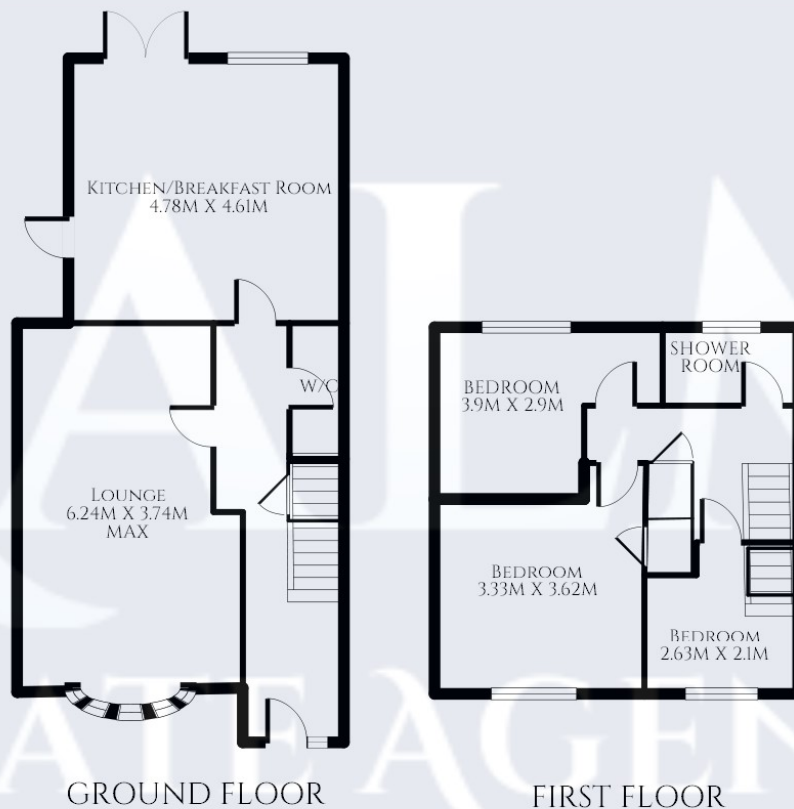 KITCHEN/BREAKFAST ROOM
4.78M X 4.61M
W/C
LOUNGE
6.24M X 3.74M
MAX
GROUND FLOOR
SHOWER
ROOM
BEDROOM
3.9M X 2.9M
BEDROOM
3.33M X 3.62M
BEDROOM
2.63M X 2.1M
FIRST FLOOR